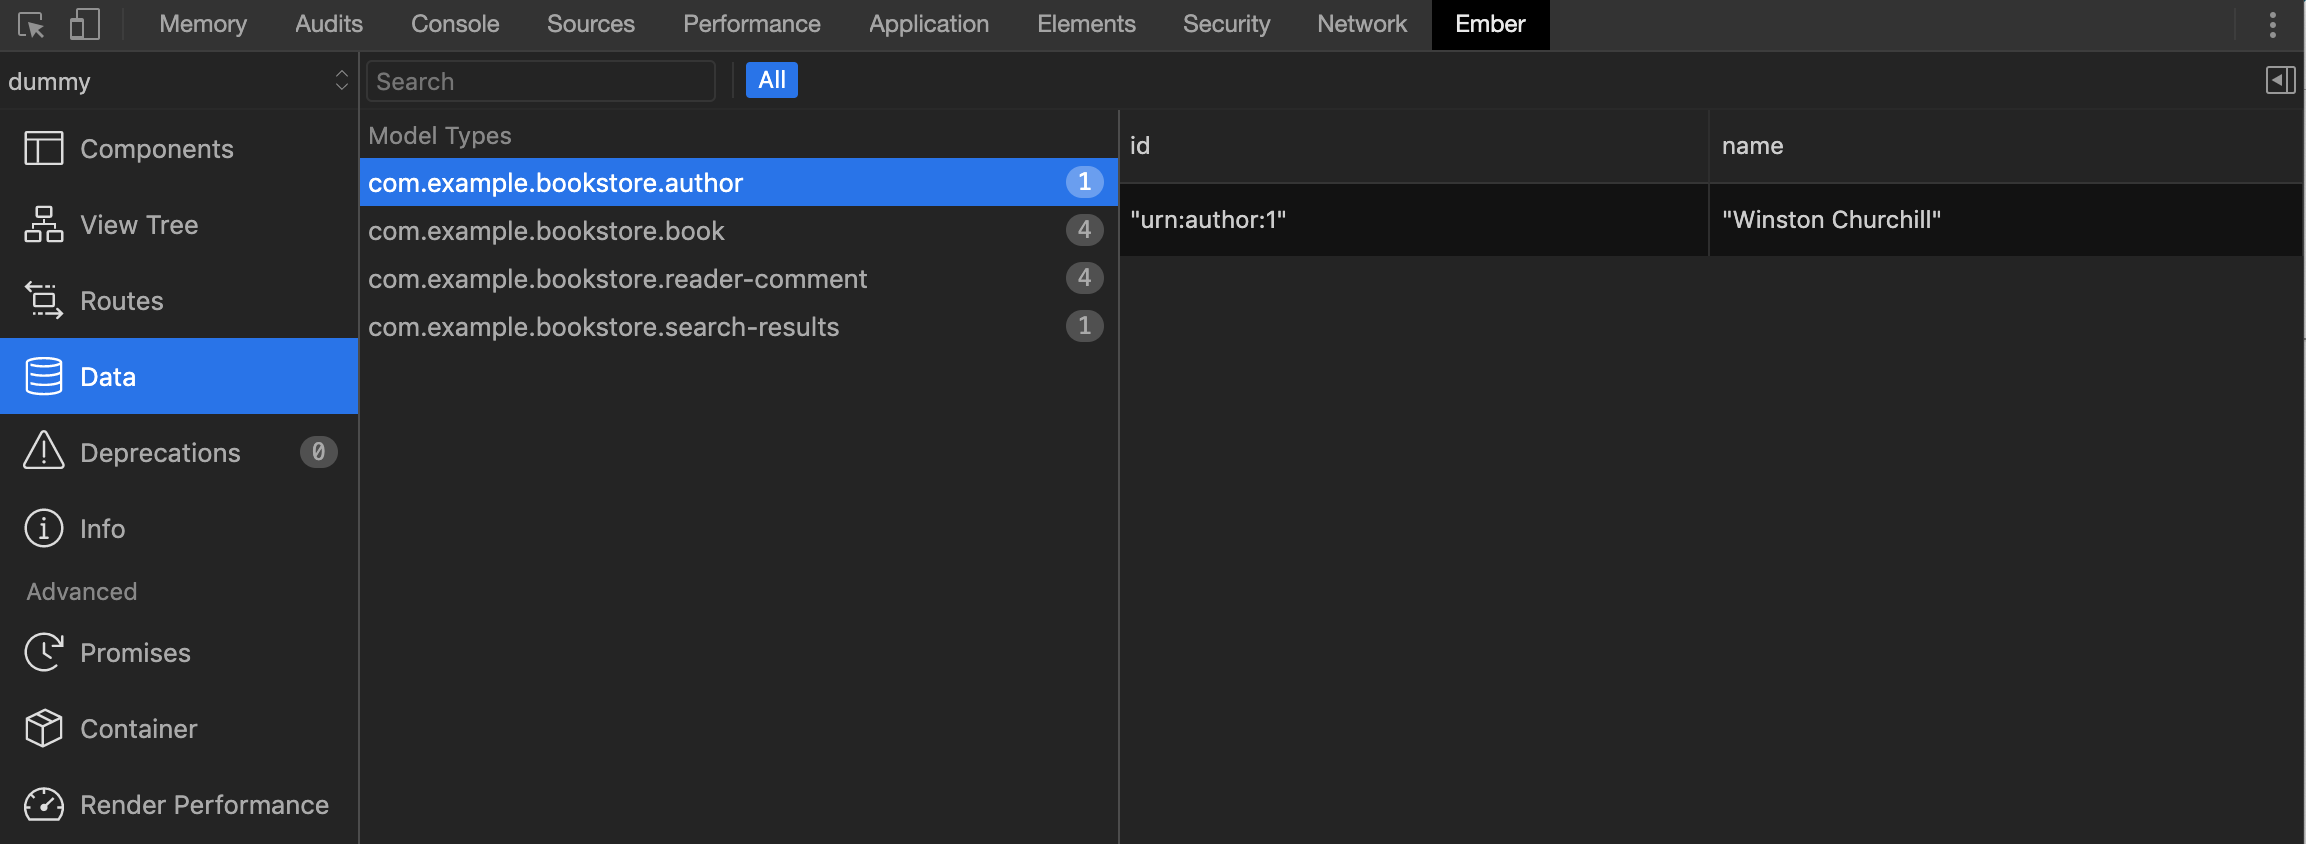 Memory Audits Console Sources Performance Application Elements Security Network Ember
dummy
Search
All
Components
View Tree
Routes
Data
Deprecations 0
Info
Advanced
Promises
Container
Render Performance
Model Types
com.example.bookstore.author 1
com.example.bookstore.book 4
com.example.bookstore.reader-comment 4
com.example.bookstore.search-results 1
id name
"urn:author:1" "Winston Churchill"